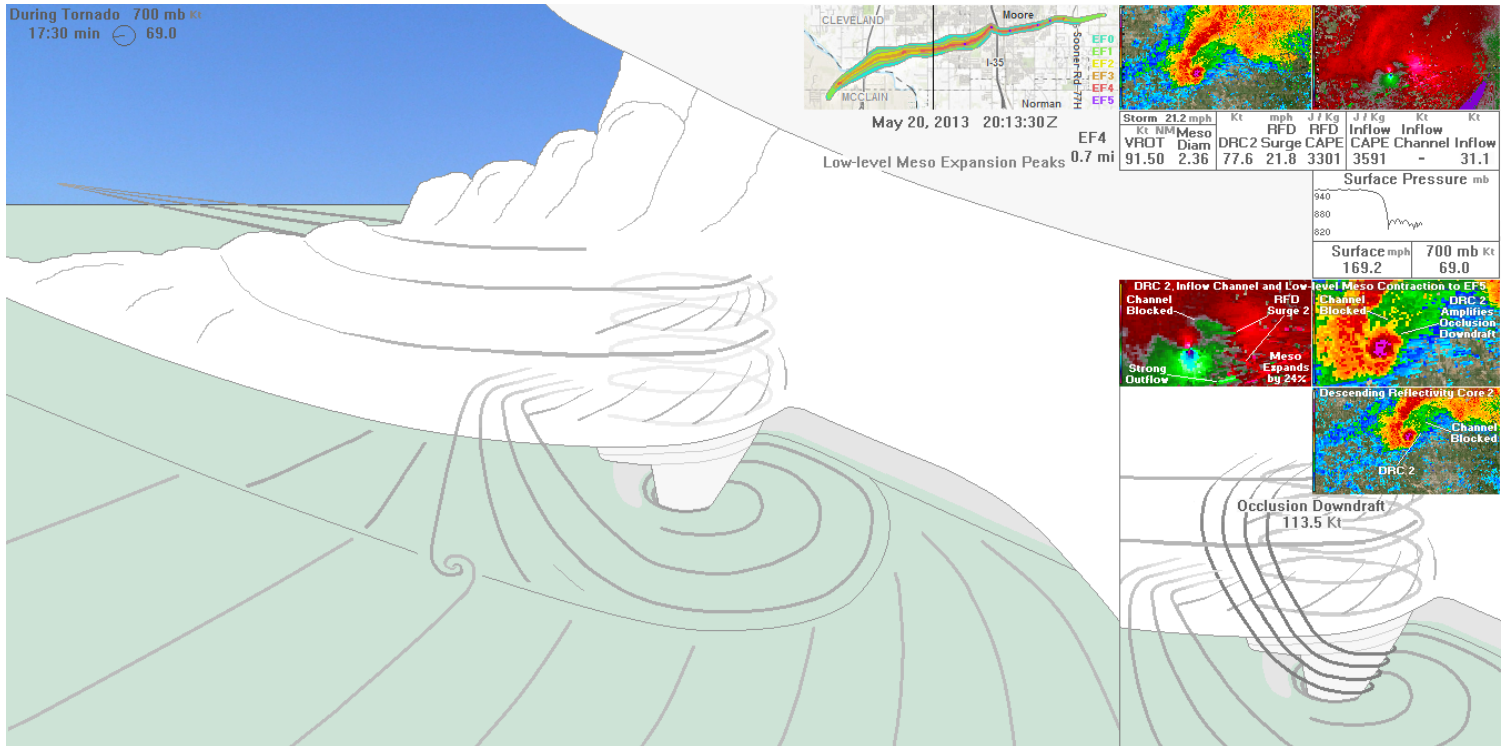 During Tornado 700 mb Kt
17:30 min 69.0
CLEVELAND
Moore
I-35
Sooner-Rd
77H
MCCLAIN
Norman
EF0
EF1
EF2
EF3
EF4
EF5
May 20, 2013 20:13:30Z
EF4
Low-level Meso Expansion Peaks 0.7 mi
Storm 21.2 mph Kt mph J / Kg J / Kg Kt Kt
Kt NM Meso RFD RFD Inflow Inflow
VROT Diam DRC2 Surge CAPE CAPE Channel Inflow
91.50 2.36 77.6 21.8 3301 3591 - 31.1
Surface Pressure mb
940
880
820
Surface mph 700 mb Kt
169.2 69.0
DRC 2, Inflow Channel and Low-level Meso Contraction to EF5
Channel Blocked
RFD Surge 2
Strong Outflow
Meso Expands by 24%
Channel Blocked
DRC 2 Amplifies Occlusion Downdraft
Descending Reflectivity Core 2
Channel Blocked
DRC 2
Occlusion Downdraft
113.5 Kt